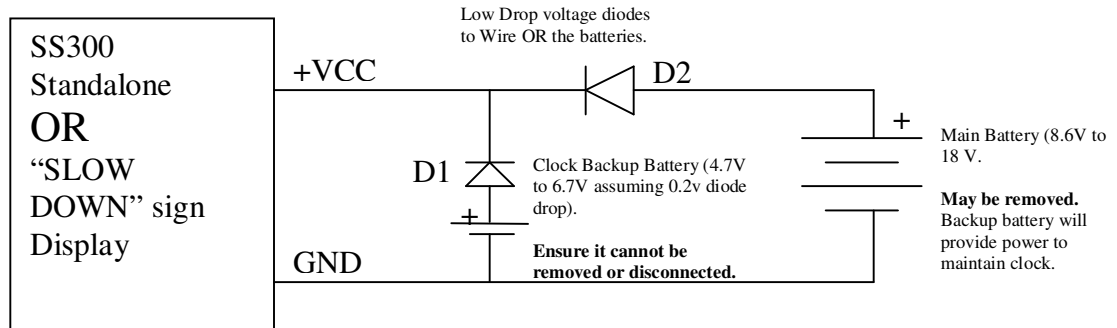 Low Drop voltage diodes
to Wire OR the batteries.
SS300
Standalone
OR
“SLOW
DOWN” sign
Display
+VCC
GND
D2
D1
+
Clock Backup Battery (4.7V
to 6.7V assuming 0.2v diode
drop).
Ensure it cannot be
removed or disconnected.
+
Main Battery (8.6V to
18 V.
May be removed.
Backup battery will
provide power to
maintain clock.